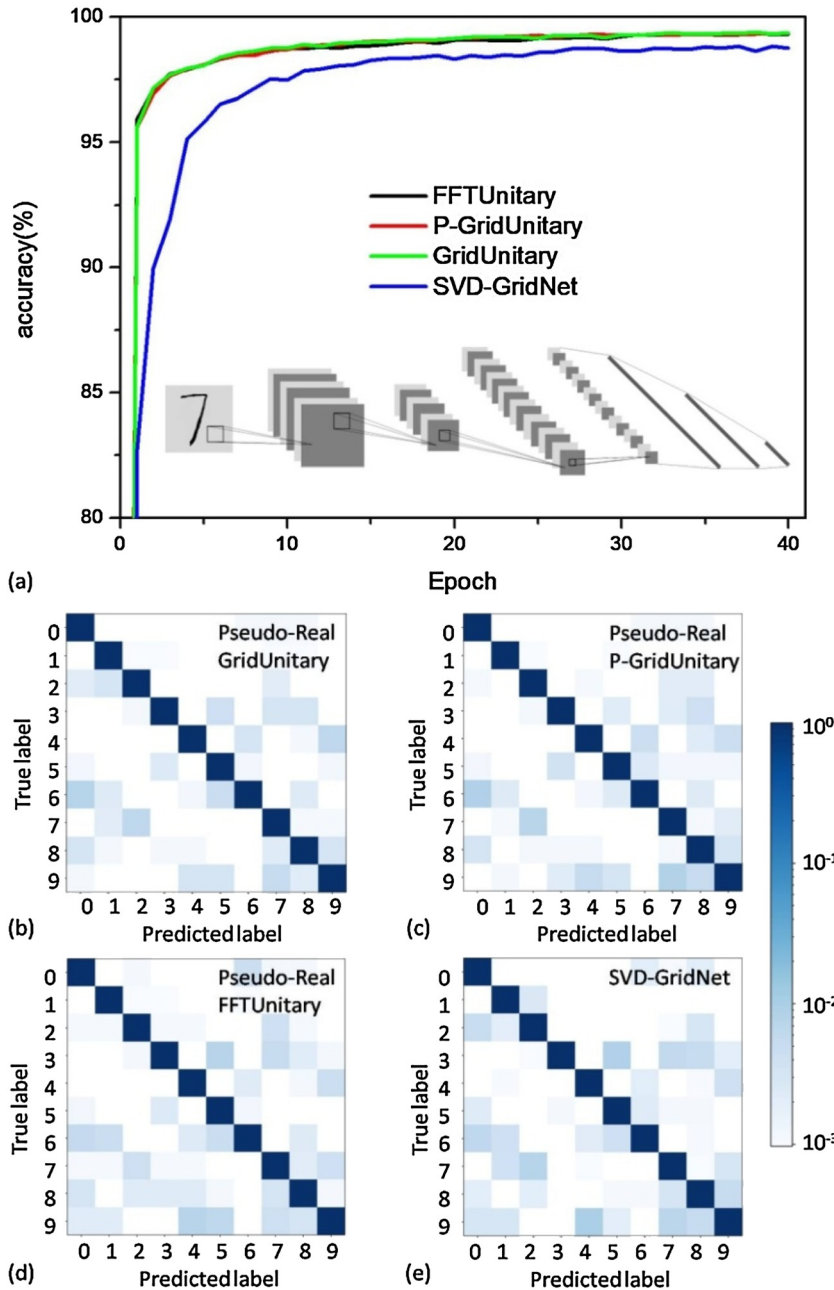 100
95
90
85
80
accuracy(%)
FFTUnitary
P-GridUnitary
GridUnitary
SVD-GridNet
7
0
10
20
30
40
Epoch
(a)
Pseudo-Real
GridUnitary
0
1
2
3
4
5
6
7
8
9
True label
0 1 2 3 4 5 6 7 8 9
Predicted label
(b)
Pseudo-Real
P-GridUnitary
0
1
2
3
4
5
6
7
8
9
True label
0 1 2 3 4 5 6 7 8 9
Predicted label
(c)
10⁰
10⁻¹
10⁻²
10⁻³
Pseudo-Real
FFTUnitary
0
1
2
3
4
5
6
7
8
9
True label
0 1 2 3 4 5 6 7 8 9
Predicted label
(d)
SVD-GridNet
0
1
2
3
4
5
6
7
8
9
True label
0 1 2 3 4 5 6 7 8 9
Predicted label
(e)